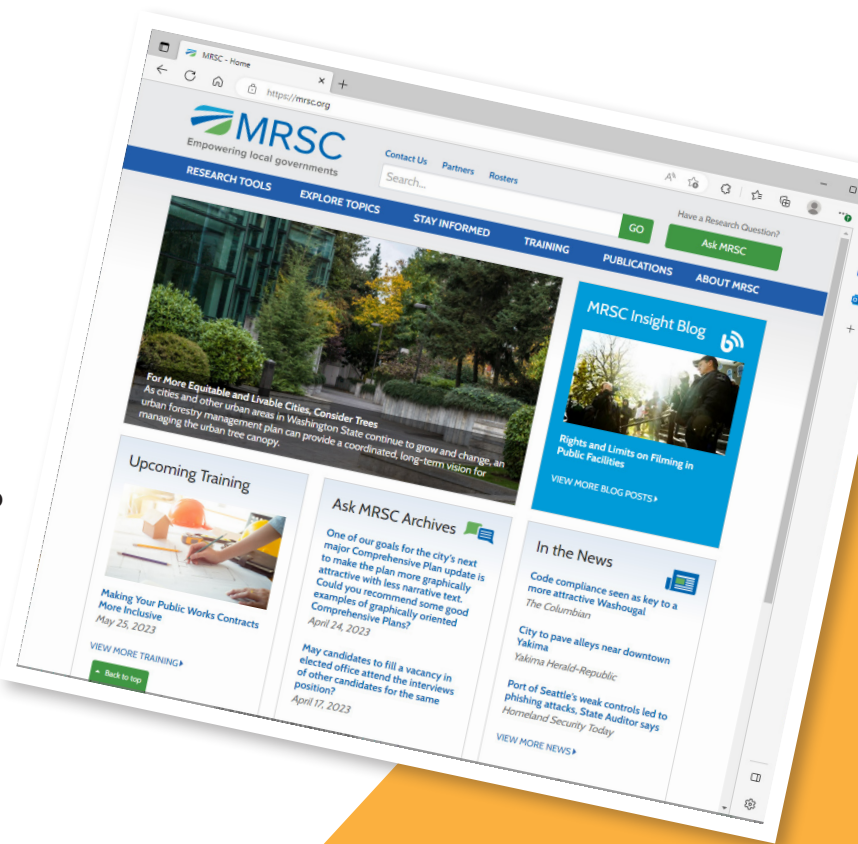 MRSC - Home
https://mrsc.org
MRSC
Empowering local governments
Contact Us Partners Rosters
Search...
GO
Have a Research Question?
Ask MRSC
RESEARCH TOOLS EXPLORE TOPICS STAY INFORMED TRAINING PUBLICATIONS ABOUT MRSC
For More Equitable and Livable Cities, Consider Trees
As cities and other urban areas in Washington State continue to grow and change, an
urban forestry management plan can provide a coordinated, long-term vision for
managing the urban tree canopy.
MRSC Insight Blog
Rights and Limits on Filming in
Public Facilities
VIEW MORE BLOG POSTS
Upcoming Training
Making Your Public Works Contracts
More Inclusive
May 25, 2023
VIEW MORE TRAINING
Back to top
Ask MRSC Archives
One of our goals for the city's next
major Comprehensive Plan update is
to make the plan more graphically
attractive with less narrative text.
Could you recommend some good
examples of graphically oriented
Comprehensive Plans?
April 24, 2023
May candidates to fill a vacancy in
elected office attend the interviews
of other candidates for the same
position?
April 17, 2023
In the News
Code compliance seen as key to a
more attractive Washougal
The Columbian
City to pave alleys near downtown
Yakima
Yakima Herald-Republic
Port of Seattle's weak controls led to
phishing attacks, State Auditor says
Homeland Security Today
VIEW MORE NEWS